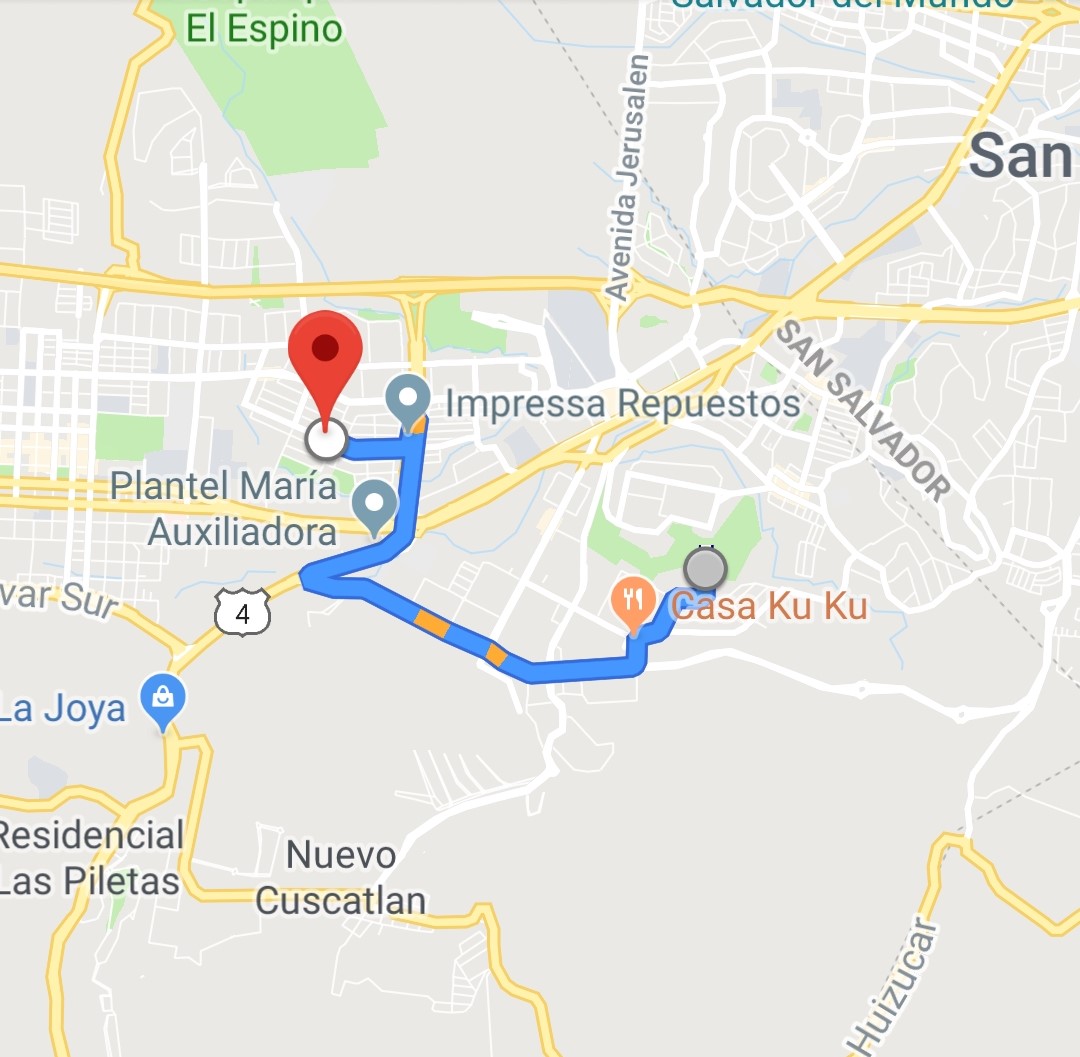 Salvador del Mundo
El Espino
Avenida Jerusalen
San
SAN SALVADOR
Impressa Repuestos
Plantel María
Auxiliadora
var Sur
4
Casa Ku Ku
La Joya
Residencial
Las Piletas
Nuevo
Cuscatlan
Huizucar